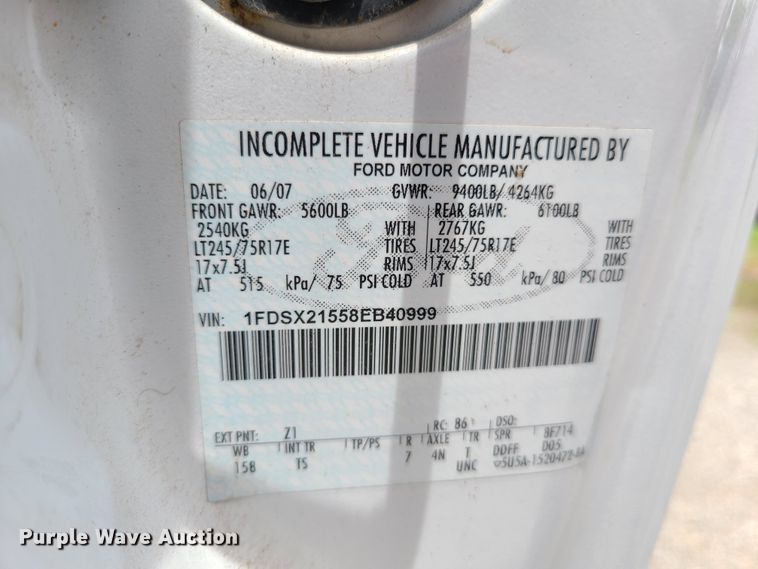 INCOMPLETE VEHICLE MANUFACTURED BY
FORD MOTOR COMPANY
DATE: 06/07 GVWR: 9400LB/ 4264KG
FRONT GAWR: 5600LB REAR GAWR: 6100LB
2540KG WITH 2767KG WITH
LT245/75R17E TIRES LT245/75R17E TIRES
17x7.5J RIMS 17x7.5J RIMS
AT 515 kPa/ 75 PSI COLD AT 550 kPa/ 80 PSI COLD
VIN: 1FDSX21558EB40999
EXT PNT: Z1 RC: 86 DSO:
WB INT TR TP/PS R AXLE TR SPR 8F714
158 TS 7 4N T DDFF D05
UNC
Purple Wave Auction